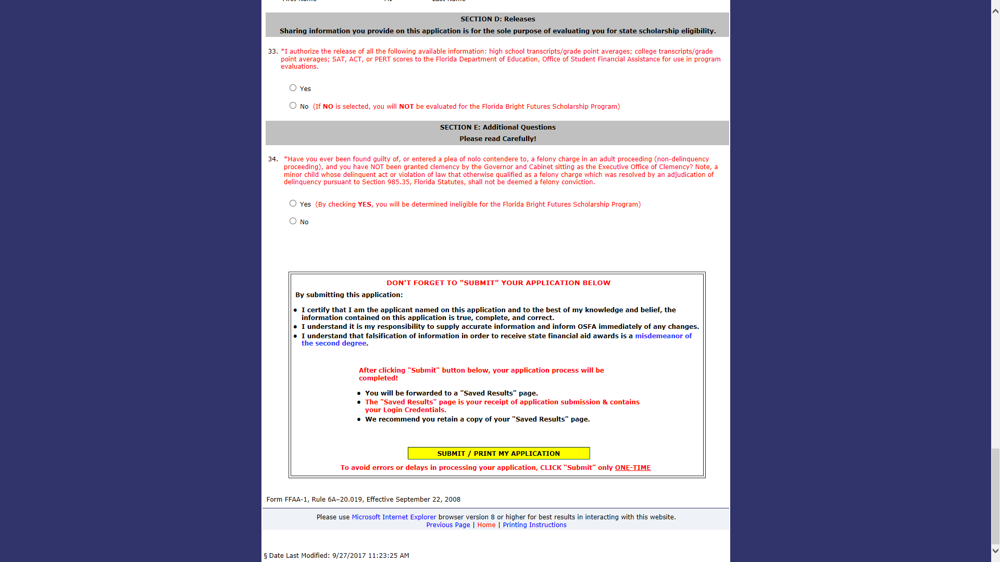 First Name MI Last Name
SECTION D: Releases
Sharing information you provide on this application is for the sole purpose of evaluating you for state scholarship eligibility.
33. *I authorize the release of all the following available information: high school transcripts/grade point averages; college transcripts/grade
point averages; SAT, ACT, or PERT scores to the Florida Department of Education, Office of Student Financial Assistance for use in program
evaluations.
Yes
No (If NO is selected, you will NOT be evaluated for the Florida Bright Futures Scholarship Program)
SECTION E: Additional Questions
Please read Carefully!
34. *Have you ever been found guilty of, or entered a plea of nolo contendere to, a felony charge in an adult proceeding (non-delinquency
proceeding), and you have NOT been granted clemency by the Governor and Cabinet sitting as the Executive Office of Clemency? Note, a
minor child whose delinquent act or violation of law that otherwise qualified as a felony charge which was resolved by an adjudication of
delinquency pursuant to Section 985.35, Florida Statutes, shall not be deemed a felony conviction.
Yes (By checking YES, you will be determined ineligible for the Florida Bright Futures Scholarship Program)
No
DON'T FORGET TO "SUBMIT" YOUR APPLICATION BELOW
By submitting this application:
• I certify that I am the applicant named on this application and to the best of my knowledge and belief, the
information contained on this application is true, complete, and correct.
• I understand it is my responsibility to supply accurate information and inform OSFA immediately of any changes.
• I understand that falsification of information in order to receive state financial aid awards is a misdemeanor of
the second degree.
After clicking "Submit" button below, your application process will be
completed!
• You will be forwarded to a "Saved Results" page.
• The "Saved Results" page is your receipt of application submission & contains
your Login Credentials.
• We recommend you retain a copy of your "Saved Results" page.
SUBMIT / PRINT MY APPLICATION
To avoid errors or delays in processing your application, CLICK “Submit” only ONE-TIME
Form FFAA-1, Rule 6A–20.019, Effective September 22, 2008
Please use Microsoft Internet Explorer browser version 8 or higher for best results in interacting with this website.
Previous Page | Home | Printing Instructions
§ Date Last Modified: 9/27/2017 11:23:25 AM